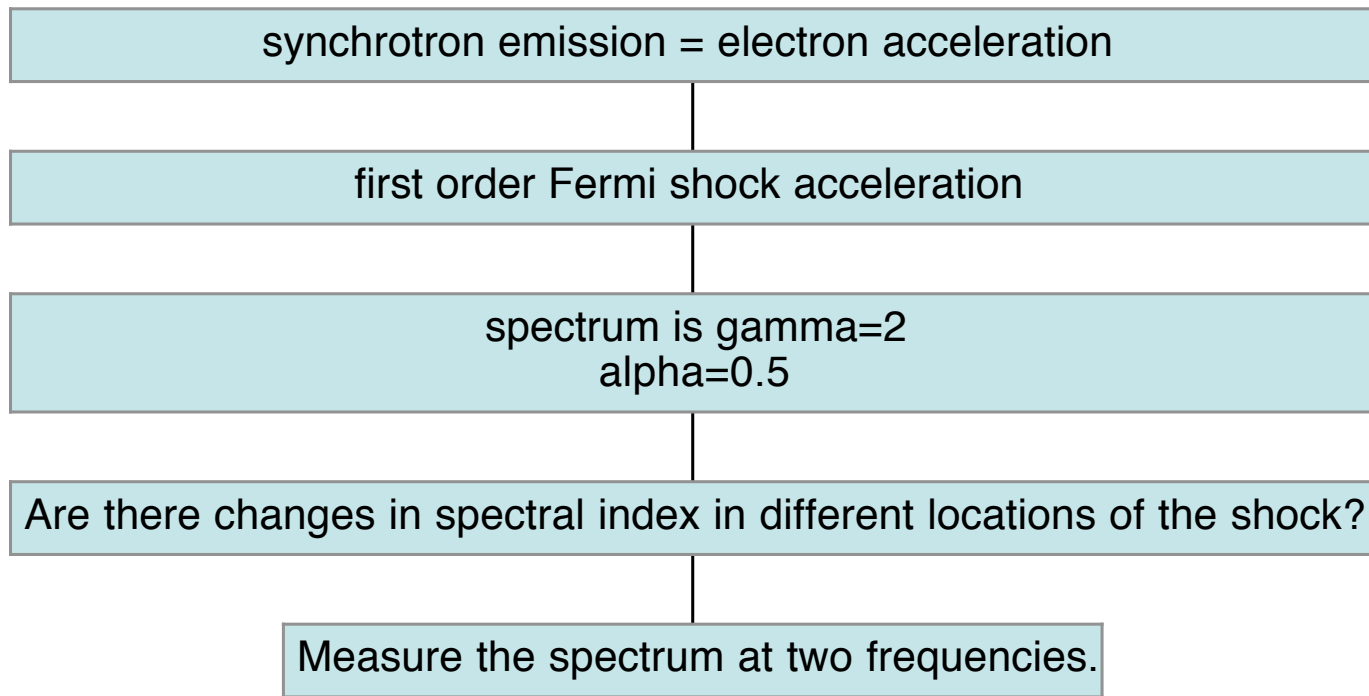 synchrotron emission = electron acceleration
first order Fermi shock acceleration
spectrum is gamma=2
alpha=0.5
Are there changes in spectral index in different locations of the shock?
Measure the spectrum at two frequencies.